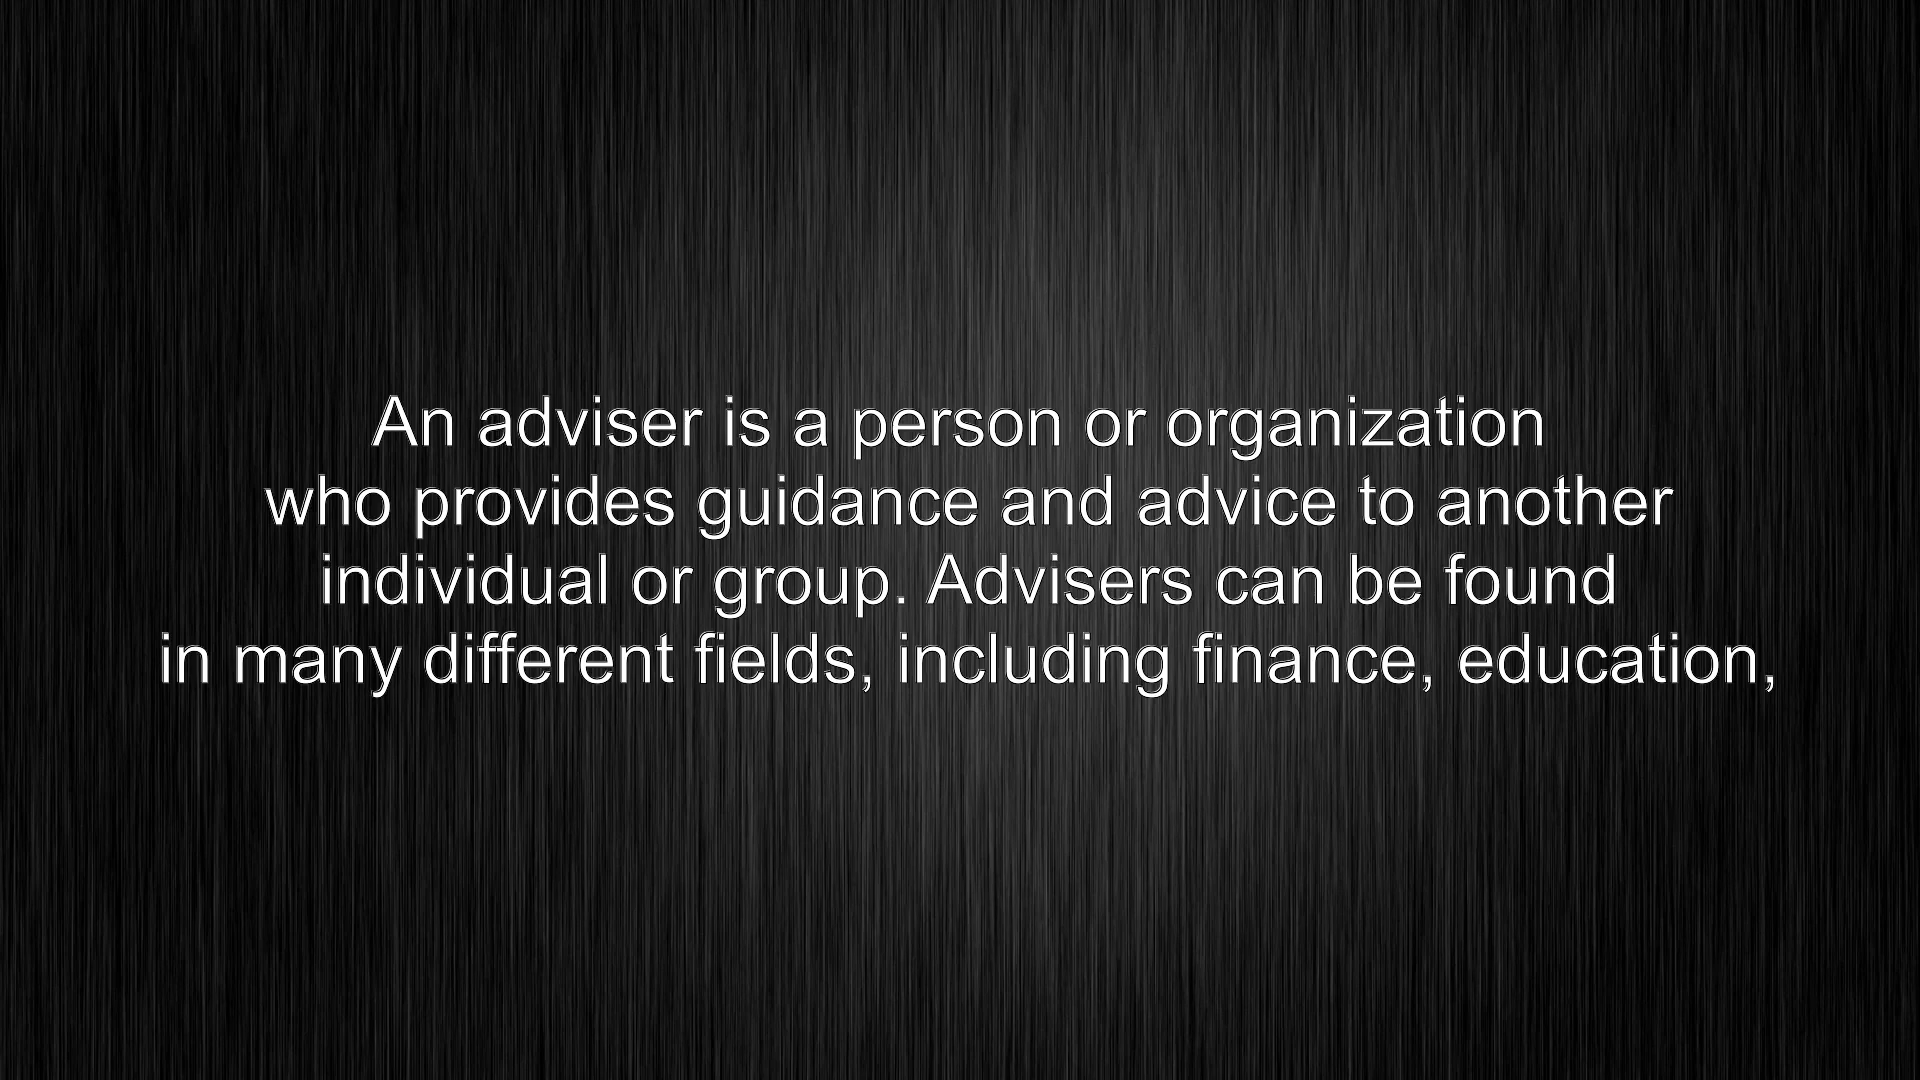 An adviser is a person or organization
who provides guidance and advice to another
individual or group. Advisers can be found
in many different fields, including finance, education,